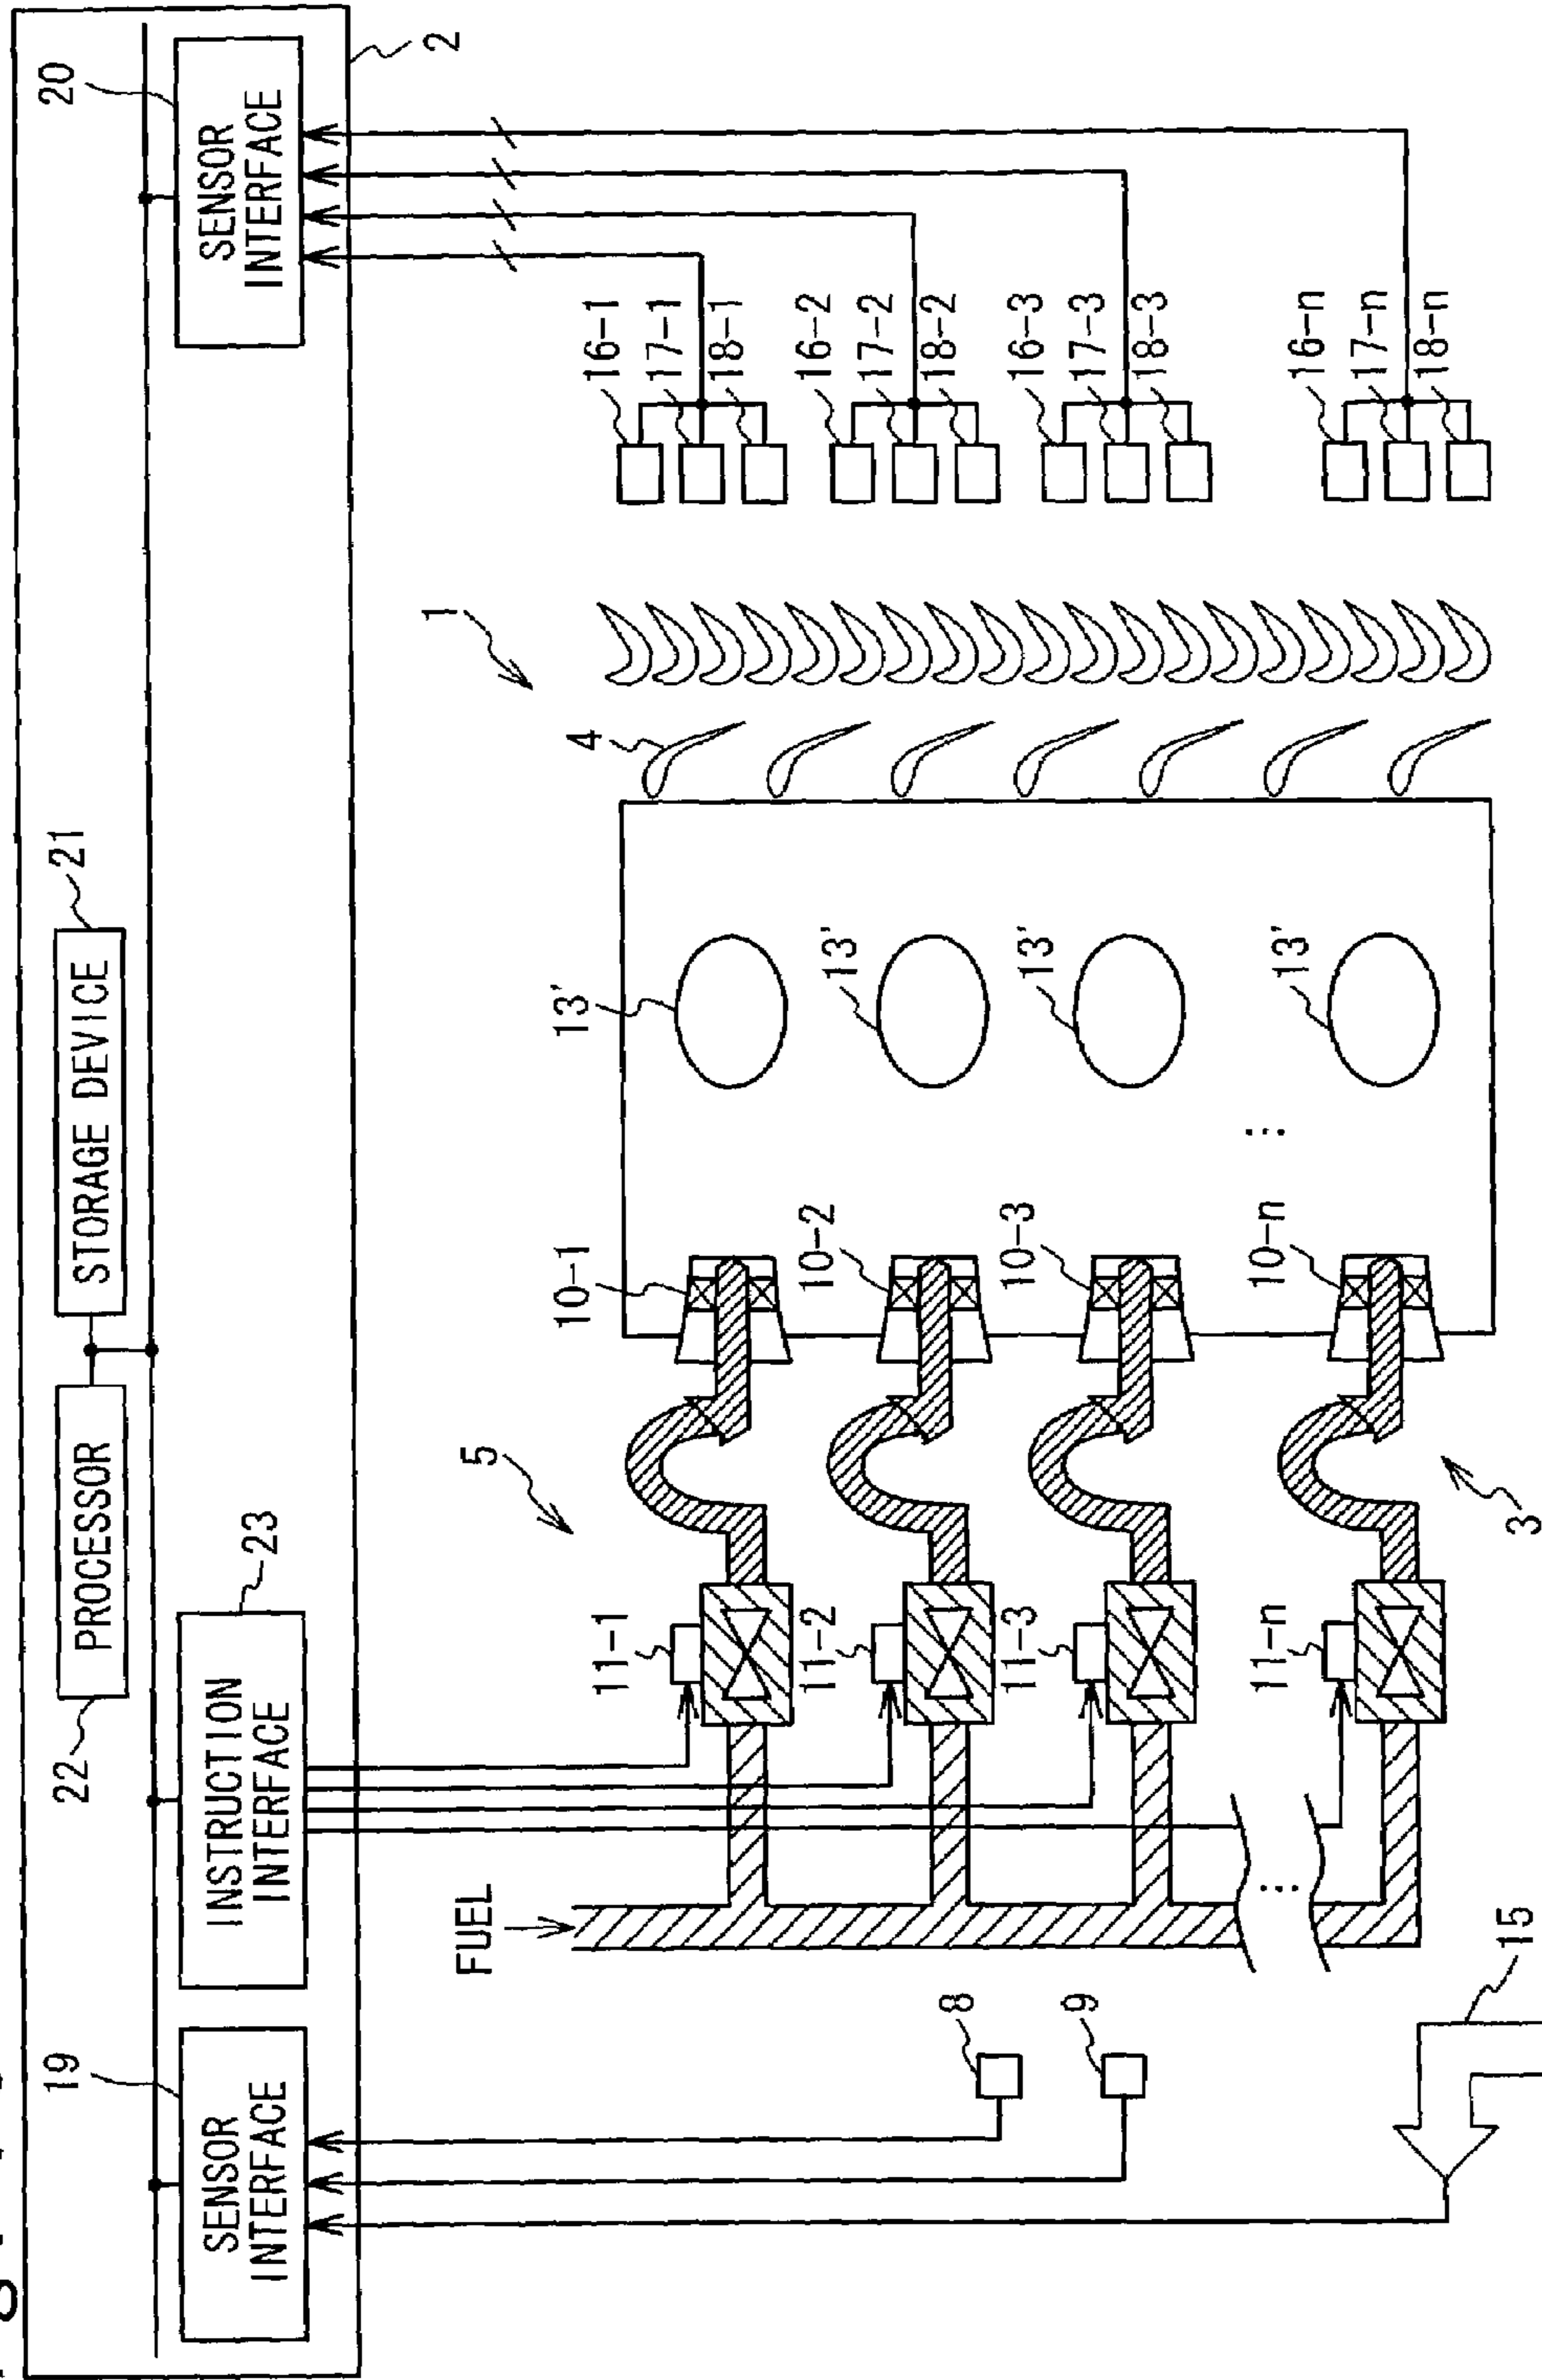 19
SENSOR
INTERFACE
22
PROCESSOR
STORAGE DEVICE
21
INSTRUCTION
INTERFACE
23
20
SENSOR
INTERFACE
2
FUEL
5
1
4
8
9
11-1
11-2
11-3
11-n
10-1
10-2
10-3
10-n
13'
13'
13'
13'
16-1
17-1
18-1
16-2
17-2
18-2
16-3
17-3
18-3
16-n
17-n
18-n
15
3